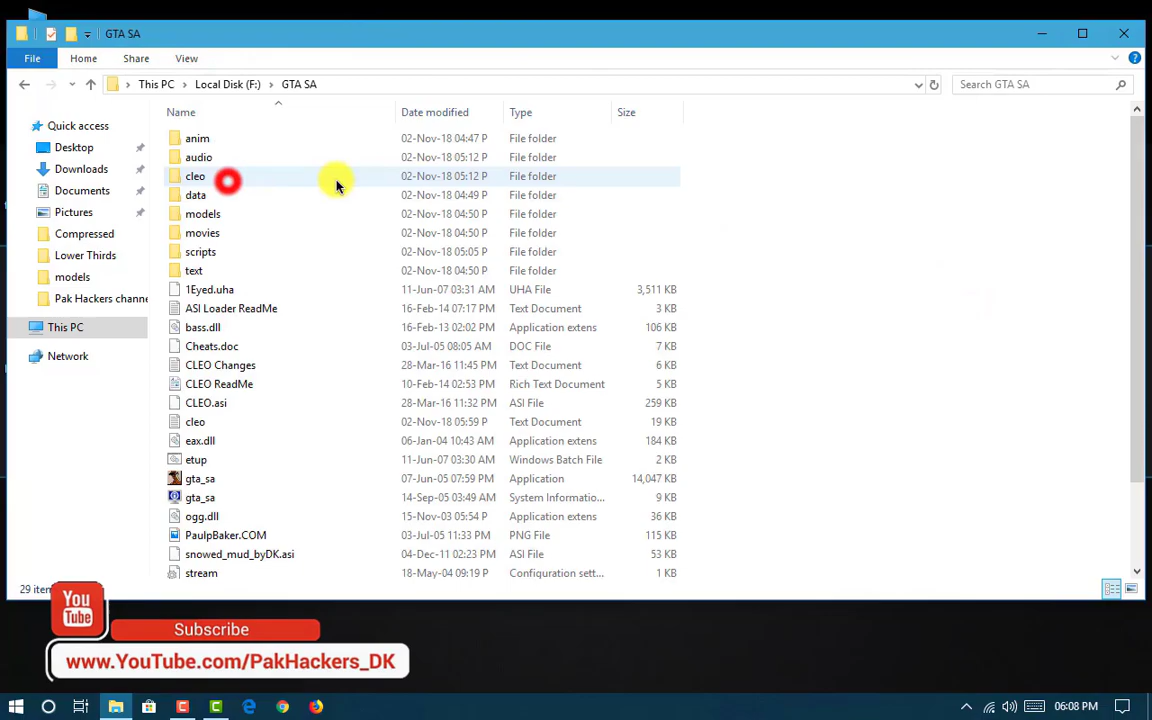 GTA SA
File Home Share View
This PC Local Disk (F:) GTA SA Search GTA SA
Name Date modified Type Size
Quick access
Desktop
Downloads
Documents
Pictures
Compressed
Lower Thirds
models
Pak Hackers channe
This PC
Network
anim 02-Nov-18 04:47 P File folder
audio 02-Nov-18 05:12 P File folder
cleo 02-Nov-18 05:12 P File folder
data 02-Nov-18 04:49 P File folder
models 02-Nov-18 04:50 P File folder
movies 02-Nov-18 04:50 P File folder
scripts 02-Nov-18 05:05 P File folder
text 02-Nov-18 04:50 P File folder
1Eyed.uha 11-Jun-07 03:31 AM UHA File 3,511 KB
ASI Loader ReadMe 16-Feb-14 07:17 PM Text Document 3 KB
bass.dll 16-Feb-13 02:02 PM Application extens 106 KB
Cheats.doc 03-Jul-05 08:05 AM DOC File 7 KB
CLEO Changes 28-Mar-16 11:45 PM Text Document 6 KB
CLEO ReadMe 10-Feb-14 02:53 PM Rich Text Document 5 KB
CLEO.asi 28-Mar-16 11:32 PM ASI File 259 KB
cleo 02-Nov-18 05:59 P Text Document 19 KB
eax.dll 06-Jan-04 10:43 AM Application extens 184 KB
etup 11-Jun-07 03:30 AM Windows Batch File 2 KB
gta_sa 07-Jun-05 07:59 PM Application 14,047 KB
gta_sa 14-Sep-05 03:49 AM System Informatio... 9 KB
ogg.dll 15-Nov-03 05:54 P Application extens 36 KB
PaulpBaker.COM 03-Jul-05 11:33 PM PNG File 115 KB
snowed_mud_byDK.asi 04-Dec-11 02:23 PM ASI File 53 KB
stream 18-May-04 09:19 P Configuration sett... 1 KB
29 iten
You
Tube
Subscribe
www.YouTube.com/PakHackers_DK
06:08 PM